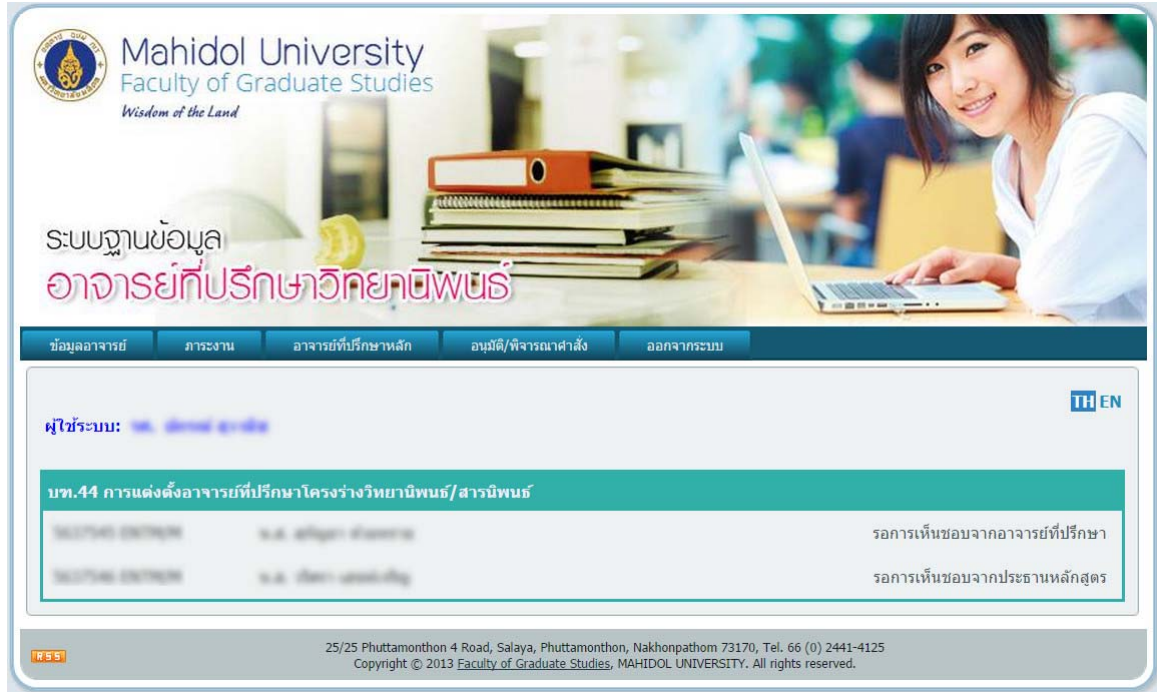 Mahidol University
Faculty of Graduate Studies
Wisdom of the Land
ระบบฐานข้อมูล
อาจารย์ที่ปรึกษาวิทยานิพนธ์
ข้อมูลอาจารย์ ภาระงาน อาจารย์ที่ปรึกษาหลัก อนุมัติ/พิจารณาคำสั่ง ออกจากระบบ
TH EN
ผู้ใช้ระบบ:
บฑ.44 การแต่งตั้งอาจารย์ที่ปรึกษาโครงร่างวิทยานิพนธ์/สารนิพนธ์
รอการเห็นชอบจากอาจารย์ที่ปรึกษา
รอการเห็นชอบจากประธานหลักสูตร
RSS
25/25 Phuttamonthon 4 Road, Salaya, Phuttamonthon, Nakhonpathom 73170, Tel. 66 (0) 2441-4125
Copyright © 2013 Faculty of Graduate Studies, MAHIDOL UNIVERSITY. All rights reserved.